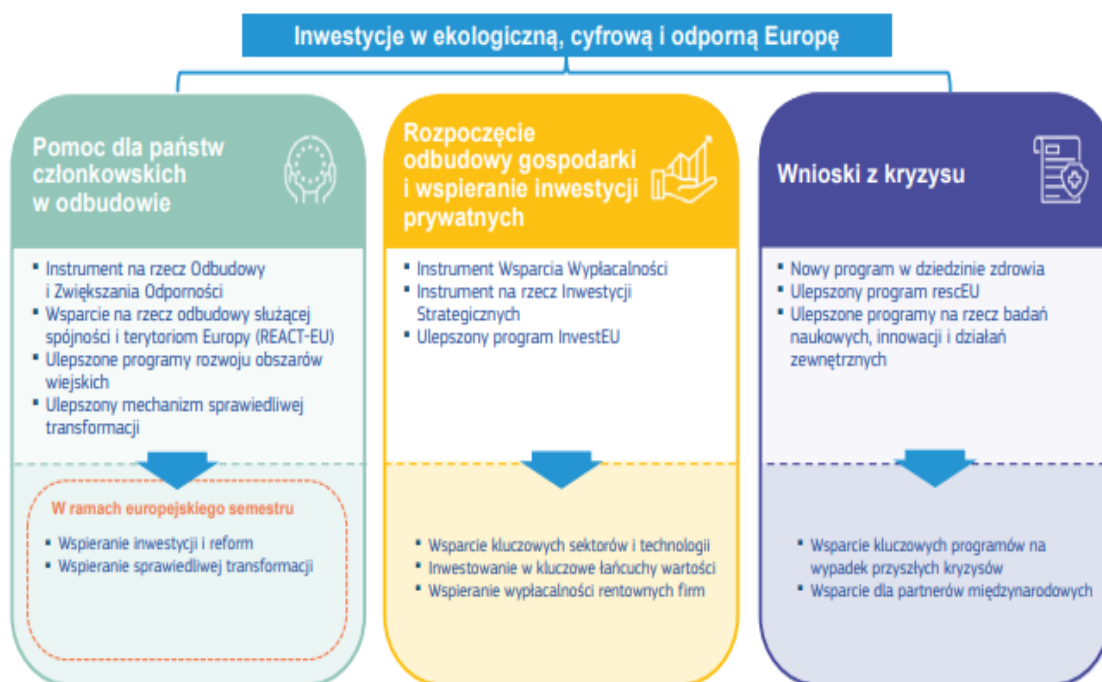 Inwestycje w ekologiczną, cyfrową i odporną Europę
Pomoc dla państw
członkowskich
w odbudowie
▪ Instrument na rzecz Odbudowy
i Zwiększania Odporności
▪ Wsparcie na rzecz odbudowy służącej
spójności i terytoriom Europy (REACT-EU)
▪ Ulepszone programy rozwoju obszarów
wiejskich
▪ Ulepszony mechanizm sprawiedliwej
transformacji
W ramach europejskiego semestru
▪ Wspieranie inwestycji i reform
▪ Wspieranie sprawiedliwej transformacji
Rozpoczęcie
odbudowy gospodarki
i wspieranie inwestycji
prywatnych
▪ Instrument Wsparcia Wypłacalności
▪ Instrument na rzecz Inwestycji
Strategicznych
▪ Ulepszony program InvestEU
▪ Wsparcie kluczowych sektorów i technologii
▪ Inwestowanie w kluczowe łańcuchy wartości
▪ Wspieranie wypłacalności rentownych firm
Wnioski z kryzysu
▪ Nowy program w dziedzinie zdrowia
▪ Ulepszony program rescEU
▪ Ulepszone programy na rzecz badań
naukowych, innowacji i działań
zewnętrznych
▪ Wsparcie kluczowych programów na
wypadek przyszłych kryzysów
▪ Wsparcie dla partnerów międzynarodowych